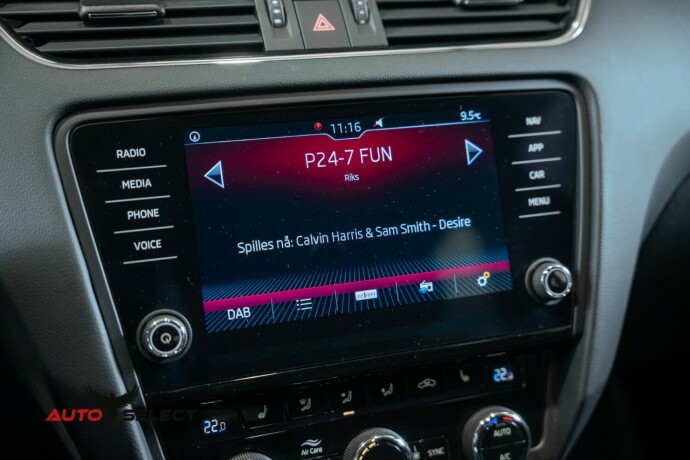 11:16
9.5°C
RADIO
MEDIA
PHONE
VOICE
P24-7 FUN
Riks
Spilles nå: Calvin Harris & Sam Smith - Desire
DAB
NAV
APP
CAR
MENU
22.0
Air Care
SYNC
AUTO
A/C
22.0
AUTO SELECT